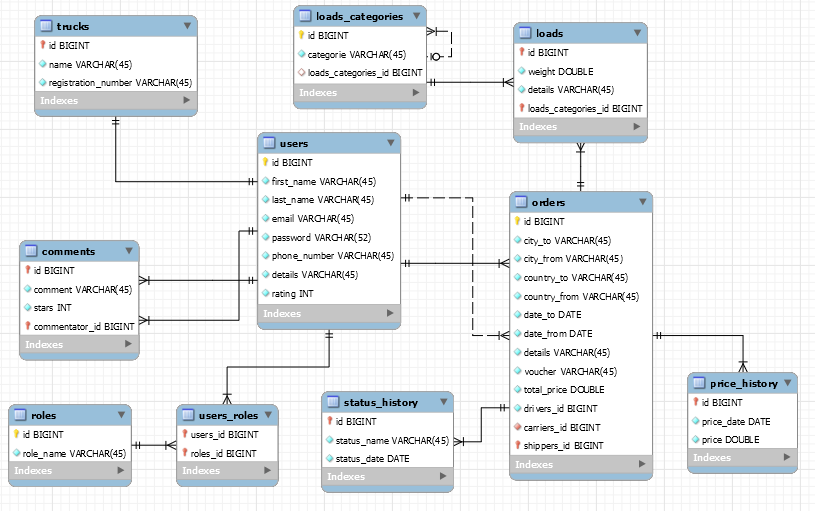 trucks
id BIGINT
name VARCHAR(45)
registration_number VARCHAR(45)
Indexes
loads_categories
id BIGINT
categorie VARCHAR(45)
loads_categories_id BIGINT
Indexes
loads
id BIGINT
weight DOUBLE
details VARCHAR(45)
loads_categories_id BIGINT
Indexes
users
id BIGINT
first_name VARCHAR(45)
last_name VARCHAR(45)
email VARCHAR(45)
password VARCHAR(52)
phone_number VARCHAR(45)
details VARCHAR(45)
rating INT
Indexes
orders
id BIGINT
city_to VARCHAR(45)
city_from VARCHAR(45)
country_to VARCHAR(45)
country_from VARCHAR(45)
date_to DATE
date_from DATE
details VARCHAR(45)
voucher VARCHAR(45)
total_price DOUBLE
drivers_id BIGINT
carriers_id BIGINT
shippers_id BIGINT
Indexes
comments
id BIGINT
comment VARCHAR(45)
stars INT
commentator_id BIGINT
Indexes
roles
id BIGINT
role_name VARCHAR(45)
Indexes
users_roles
users_id BIGINT
roles_id BIGINT
Indexes
status_history
id BIGINT
status_name VARCHAR(45)
status_date DATE
Indexes
price_history
id BIGINT
price_date DATE
price DOUBLE
Indexes